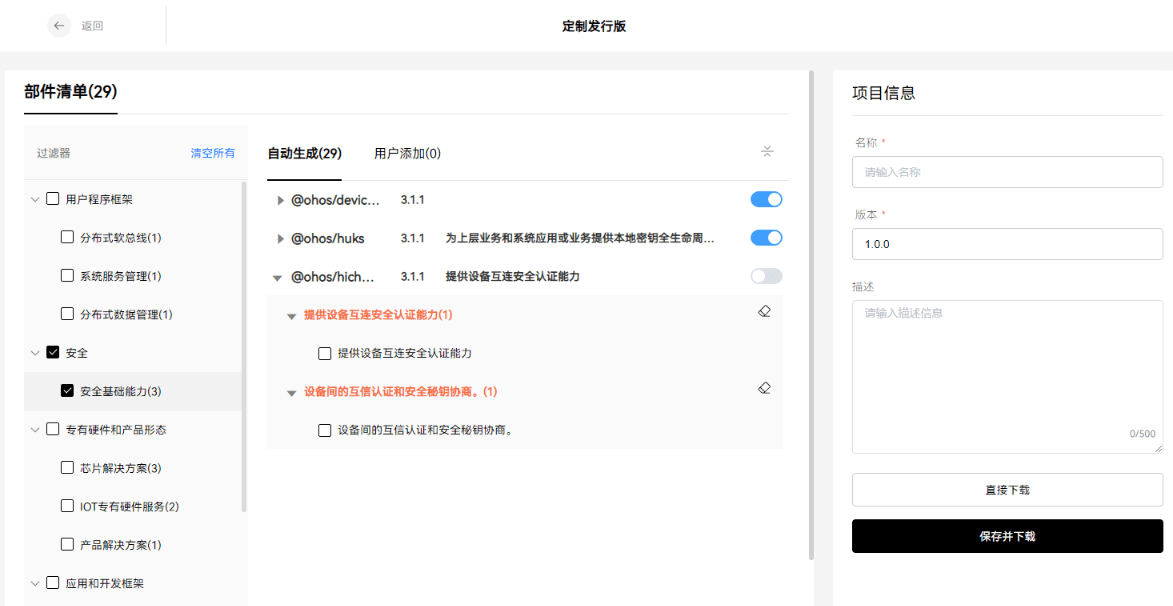 返回
定制发行版
部件清单(29)
过滤器
清空所有
用户程序框架
分布式软总线(1)
系统服务管理(1)
分布式数据管理(1)
安全
安全基础能力(3)
专有硬件和产品形态
芯片解决方案(3)
IOT专有硬件服务(2)
产品解决方案(1)
应用和开发框架
自动生成(29)
用户添加(0)
@ohos/devic... 3.1.1
@ohos/huks 3.1.1 为上层业务和系统应用或业务提供本地密钥全生命周...
@ohos/hich... 3.1.1 提供设备互连安全认证能力
提供设备互连安全认证能力(1)
提供设备互连安全认证能力
设备间的互信认证和安全秘钥协商。(1)
设备间的互信认证和安全秘钥协商。
项目信息
名称 *
请输入名称
版本 *
1.0.0
描述
请输入描述信息
0/500
直接下载
保存并下载